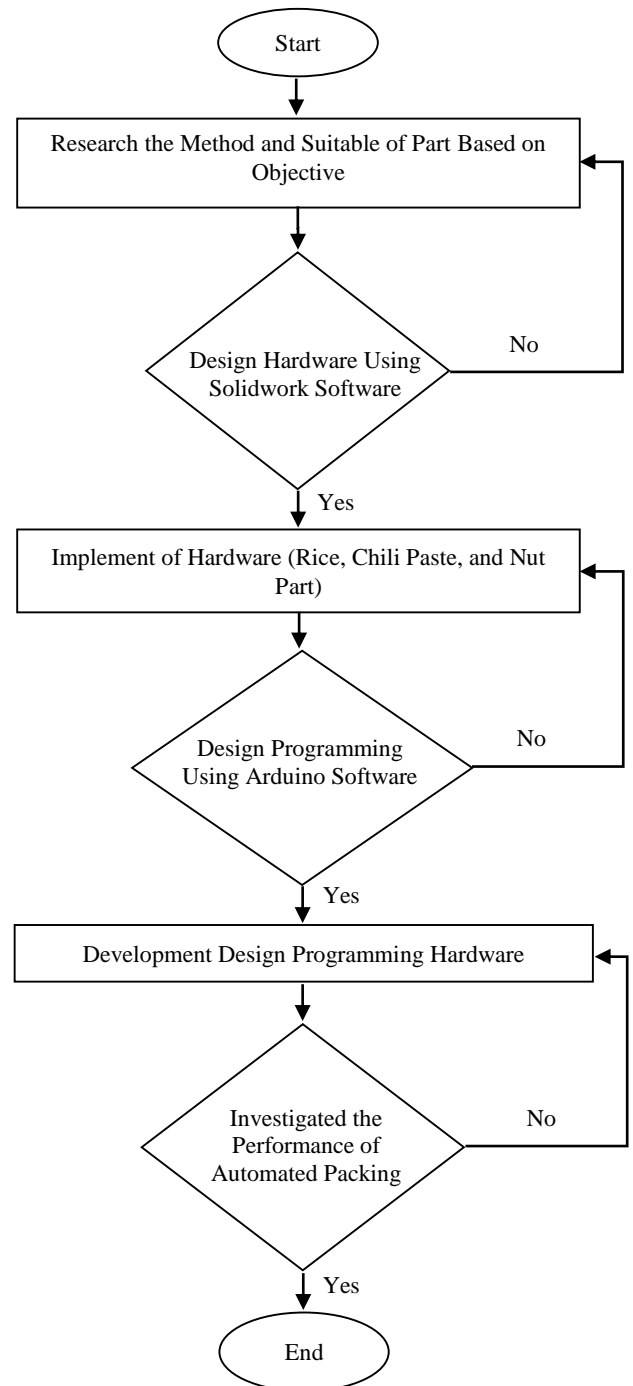 Start
Research the Method and Suitable of Part Based on
Objective
Design Hardware Using
Solidwork Software
No
Yes
Implement of Hardware (Rice, Chili Paste, and Nut
Part)
Design Programming
Using Arduino Software
No
Yes
Development Design Programming Hardware
Investigated the
Performance of
Automated Packing
No
Yes
End